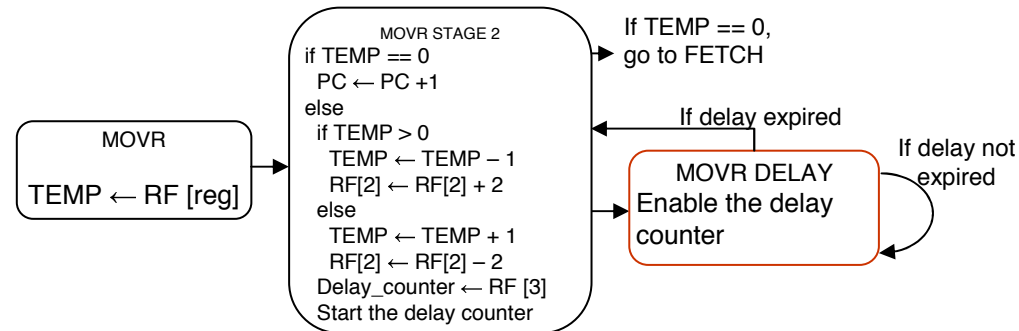 MOVR
TEMP ← RF [reg]
MOVR STAGE 2
if TEMP == 0
PC ← PC +1
else
if TEMP > 0
TEMP ← TEMP – 1
RF[2] ← RF[2] + 2
else
TEMP ← TEMP + 1
RF[2] ← RF[2] – 2
Delay_counter ← RF [3]
Start the delay counter
If TEMP == 0,
go to FETCH
If delay expired
MOVR DELAY
Enable the delay
counter
If delay not
expired